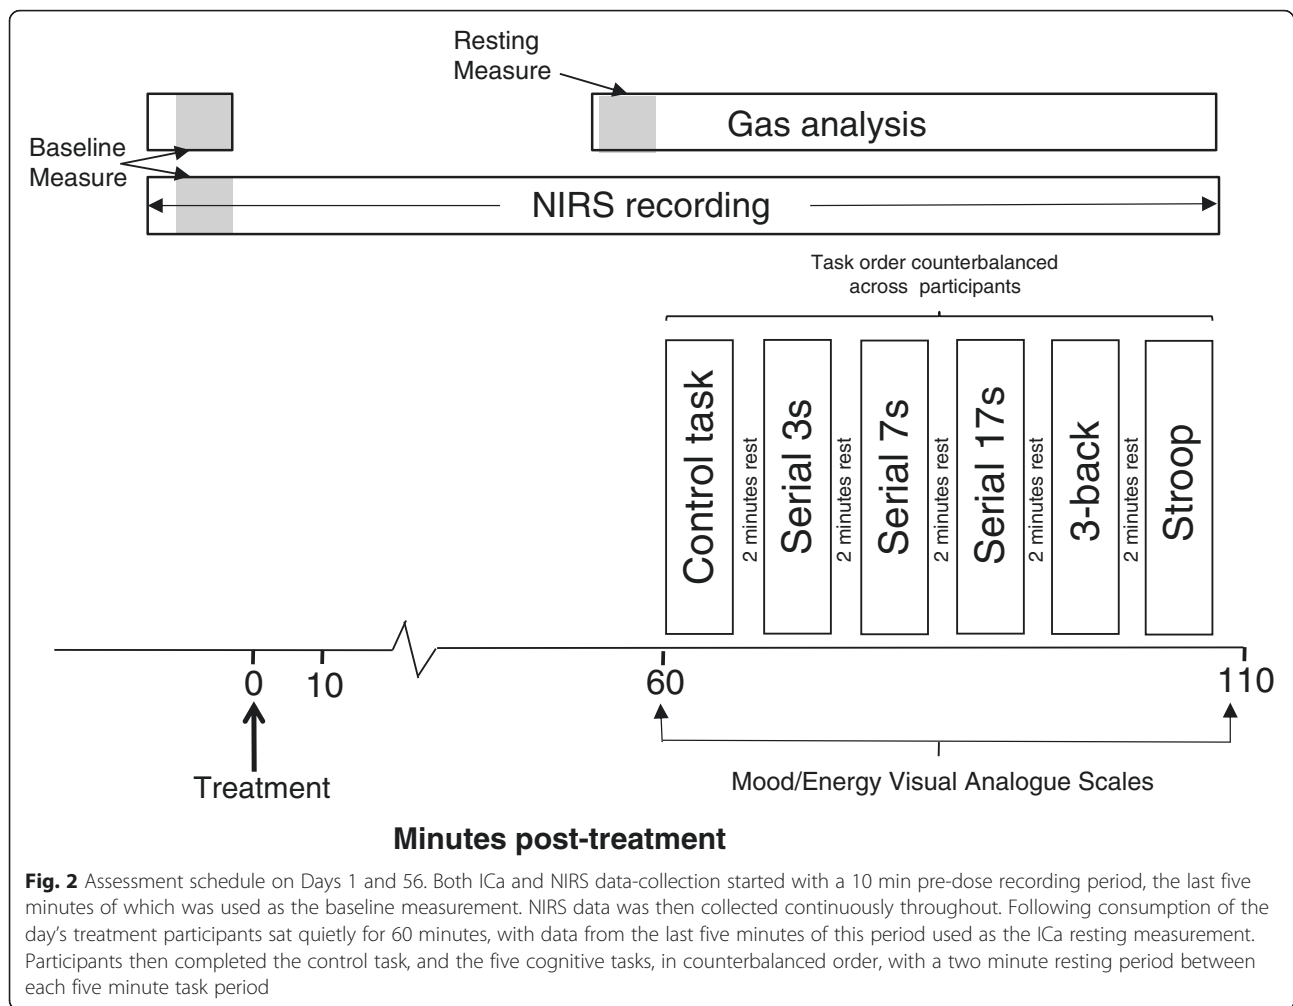 Resting
Measure
Gas analysis
Baseline
Measure
NIRS recording
Task order counterbalanced
across participants
Control task
2 minutes rest
Serial 3s
2 minutes rest
Serial 7s
2 minutes rest
Serial 17s
2 minutes rest
3-back
2 minutes rest
Stroop
0
10
60
110
Treatment
Mood/Energy Visual Analogue Scales
Minutes post-treatment
Fig. 2 Assessment schedule on Days 1 and 56. Both ICa and NIRS data-collection started with a 10 min pre-dose recording period, the last five
minutes of which was used as the baseline measurement. NIRS data was then collected continuously throughout. Following consumption of the
day's treatment participants sat quietly for 60 minutes, with data from the last five minutes of this period used as the ICa resting measurement.
Participants then completed the control task, and the five cognitive tasks, in counterbalanced order, with a two minute resting period between
each five minute task period